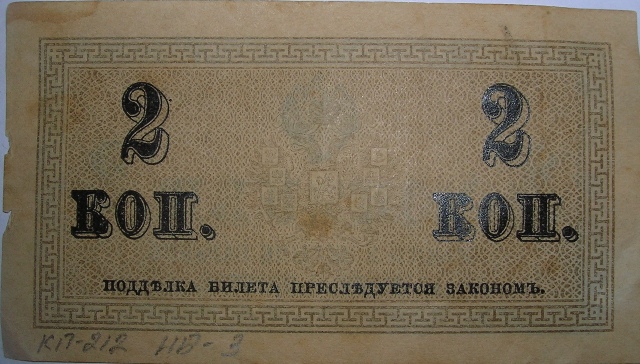 2 2
КОП. КОП.
ПОДДѢЛКА БИЛЕТА ПРЕСЛѢДУЕТСЯ ЗАКОНОМЪ.
КП-212 НВ-3